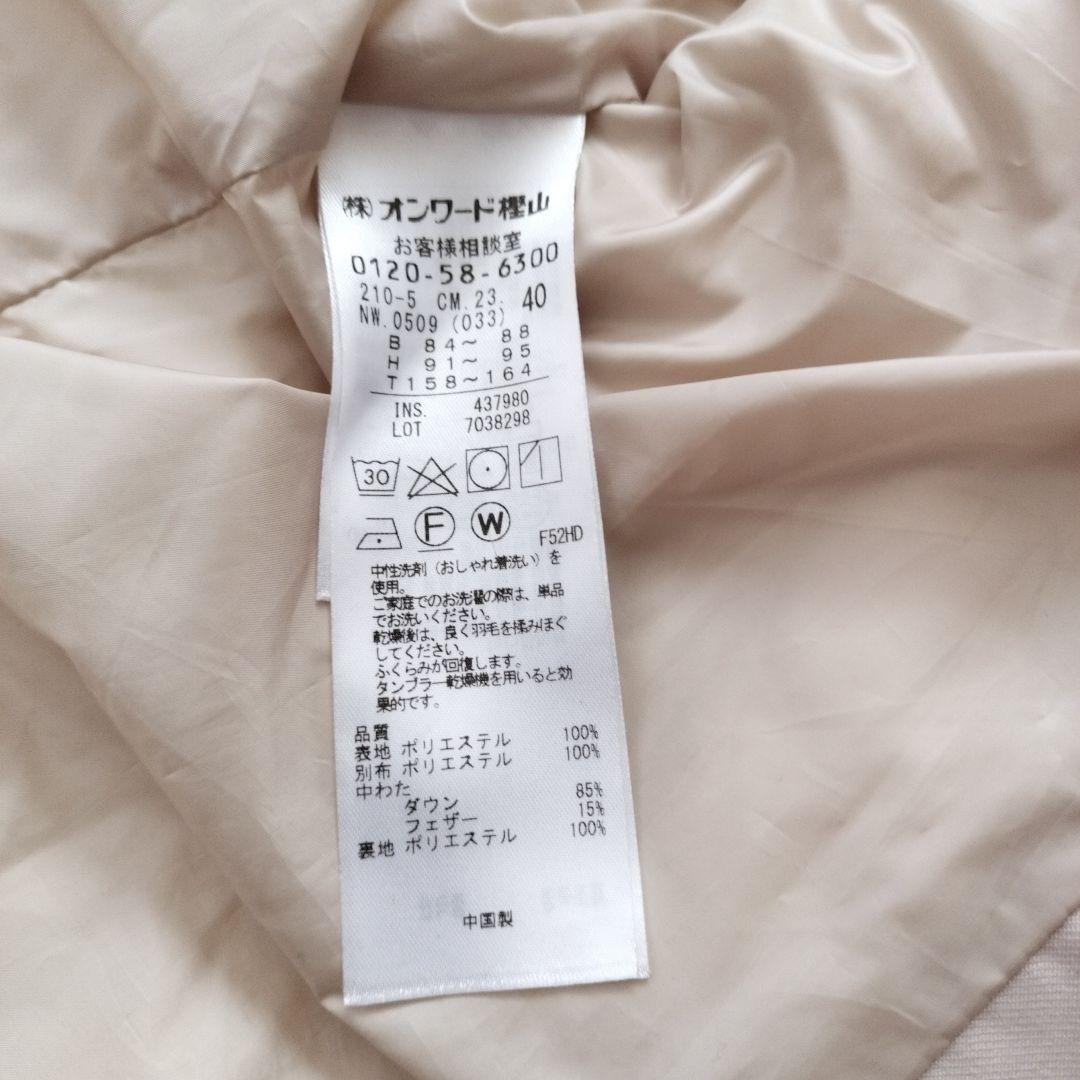 (株)オンワード樫山
お客様相談室
0120-58-6300
210-5 CM.23. 40
NW.0509 (033)
B 84〜 88
H 91〜 95
T158〜164
INS. 437980
LOT 7038298
30
F W F52HD
中性洗剤(おしゃれ着洗い)を
使用。
ご家庭でのお洗濯の際は、単品
でお洗いください。
乾燥後は、良く羽毛を揉みほぐ
してください。
ふくらみが回復します。
タンブラー乾燥機を用いると効
果的です。
品質
表地 ポリエステル 100%
別布 ポリエステル 100%
中わた
ダウン 85%
フェザー 15%
裏地 ポリエステル 100%
中国製